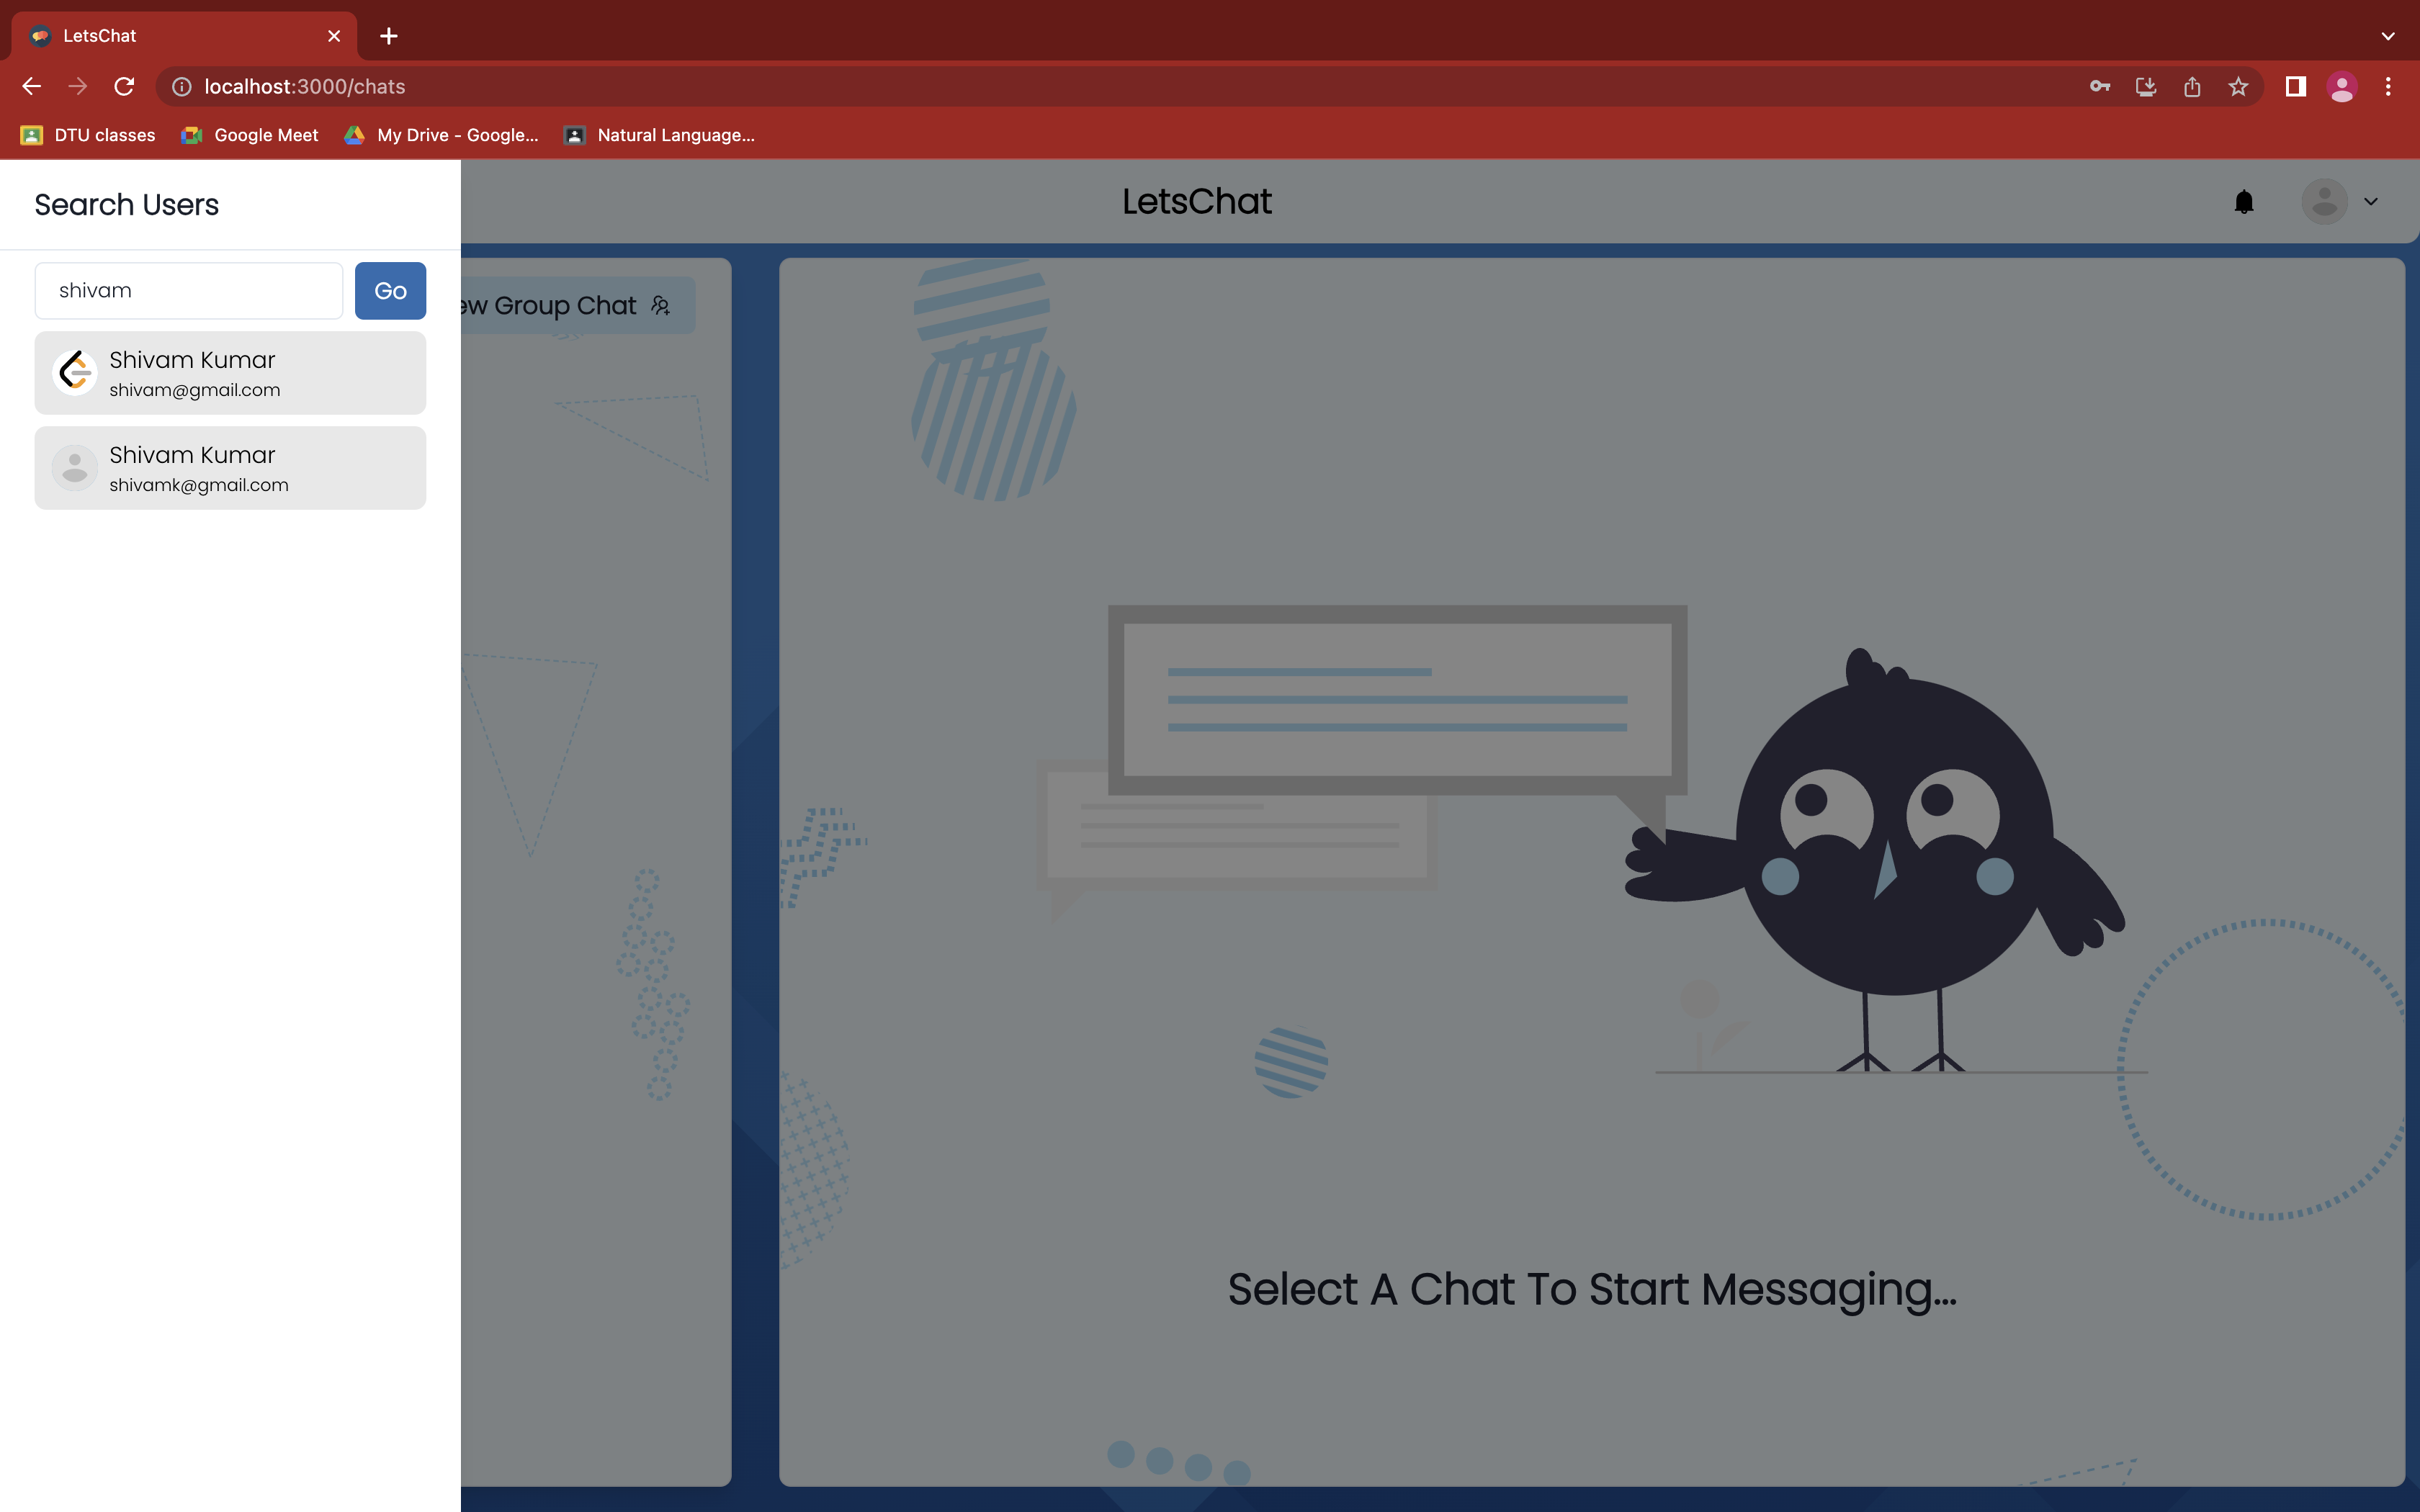 LetsChat
localhost:3000/chats
DTU classes
Google Meet
My Drive - Google...
Natural Language...
Search Users
LetsChat
shivam
Go
ew Group Chat
Shivam Kumar
shivam@gmail.com
Shivam Kumar
shivamk@gmail.com
Select A Chat To Start Messaging...